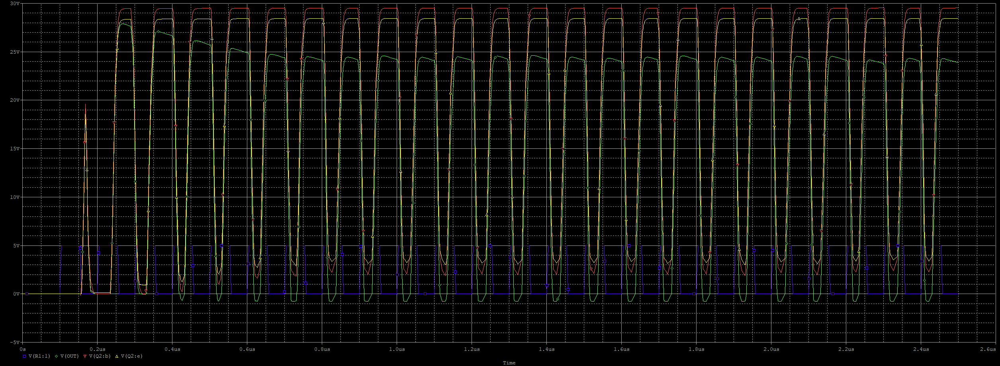 30V
25V
20V
15V
10V
5V
0V
-5V
0s 0.2us 0.4us 0.6us 0.8us 1.0us 1.2us 1.4us 1.6us 1.8us 2.0us 2.2us 2.4us 2.6us
V(R1:1) V(OUT) V(Q2:b) V(Q2:e)
Time